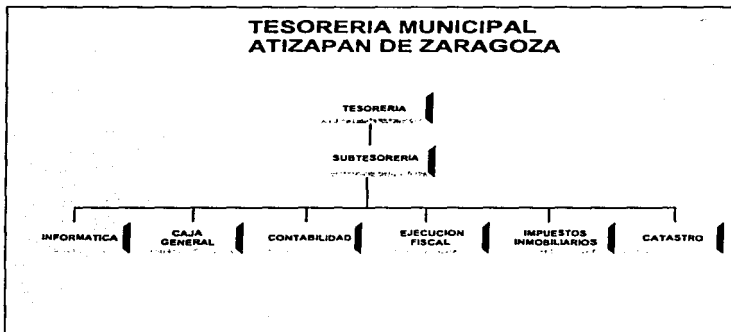 TESORERIA MUNICIPAL
ATIZAPAN DE ZARAGOZA
TESORERIA
SUBTESORERIA
INFORMATICA
CAJA
GENERAL
CONTABILIDAD
EJECUCION
FISCAL
IMPUESTOS
INMOBILIARIOS
CATASTRO